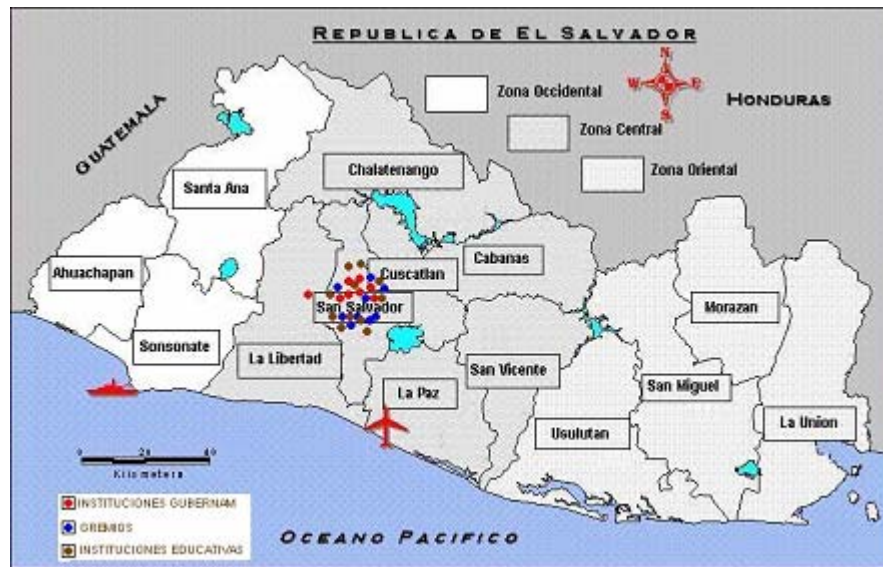 REPUBLICA DE EL SALVADOR
N
W E
S
Zona Occidental
HONDURAS
GUATEMALA
Zona Central
Zona Oriental
Chalatenango
Santa Ana
Cabanas
Ahuachapan
Cuscatlan
Morazan
San Salvador
Sonsonate
La Libertad
San Vicente
La Paz
San Miguel
La Union
Usulutan
0 20 40
Kilometers
INSTITUCIONES GUBERNAM
GREMIOS
INSTITUCIONES EDUCATIVAS
OCEANO PACIFICO